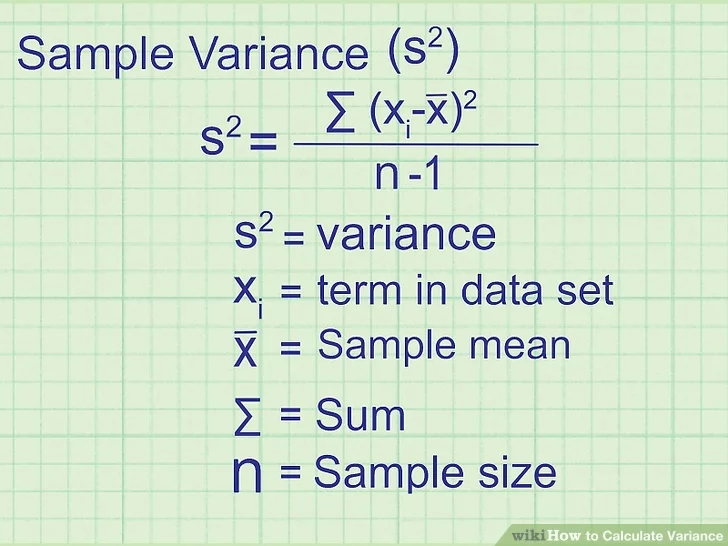 Sample Variance (s²)
s² = ∑ (xᵢ-x̅)² / n -1
s² = variance
xᵢ = term in data set
x̅ = Sample mean
∑ = Sum
n = Sample size
wikiHow to Calculate Variance